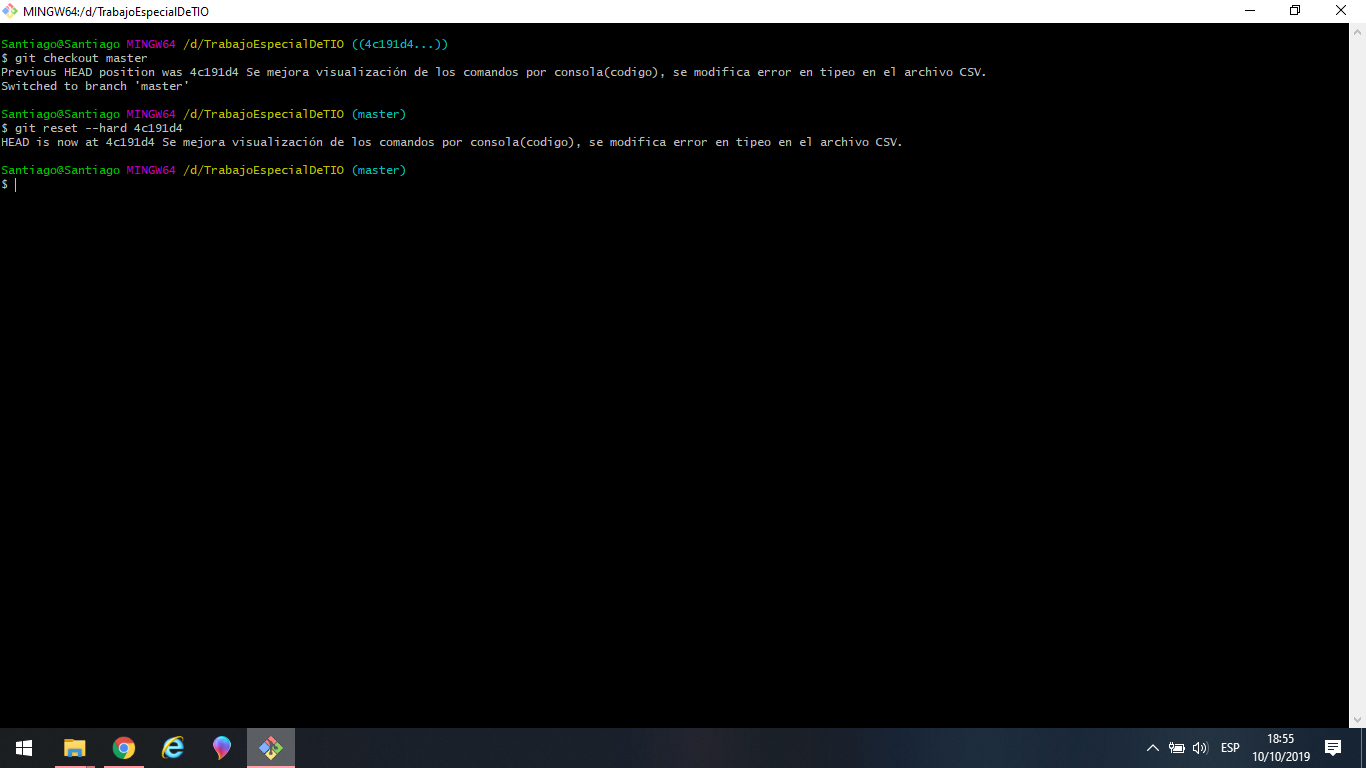 MINGW64:/d/TrabajoEspecialDeTIO
Santiago@Santiago MINGW64 /d/TrabajoEspecialDeTIO ((4c191d4...))
$ git checkout master
Previous HEAD position was 4c191d4 Se mejora visualización de los comandos por consola(codigo), se modifica error en tipeo en el archivo CSV.
Switched to branch 'master'
Santiago@Santiago MINGW64 /d/TrabajoEspecialDeTIO (master)
$ git reset --hard 4c191d4
HEAD is now at 4c191d4 Se mejora visualización de los comandos por consola(codigo), se modifica error en tipeo en el archivo CSV.
Santiago@Santiago MINGW64 /d/TrabajoEspecialDeTIO (master)
$
ESP
18:55
10/10/2019